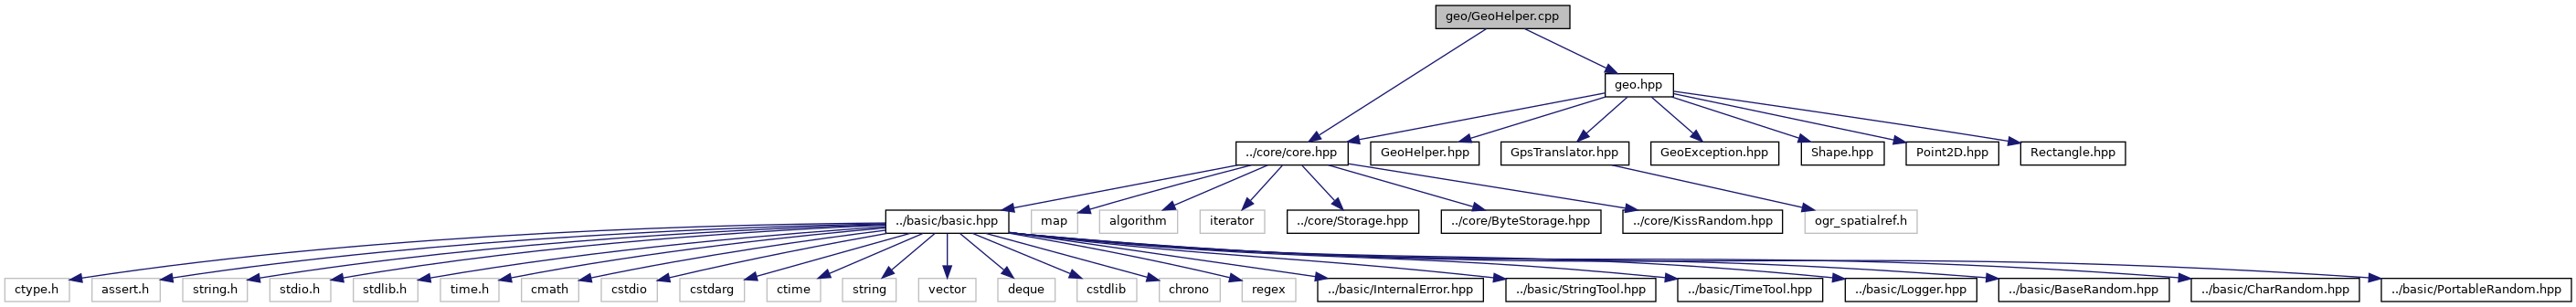 geo/GeoHelper.cpp
geo.hpp
../core/core.hpp
GeoHelper.hpp
GpsTranslator.hpp
GeoException.hpp
Shape.hpp
Point2D.hpp
Rectangle.hpp
../basic/basic.hpp
map
algorithm
iterator
../core/Storage.hpp
../core/ByteStorage.hpp
../core/KissRandom.hpp
ogr_spatialref.h
ctype.h
assert.h
string.h
stdio.h
stdlib.h
time.h
cmath
cstdio
cstdarg
ctime
string
vector
deque
cstdlib
chrono
regex
../basic/InternalError.hpp
../basic/StringTool.hpp
../basic/TimeTool.hpp
../basic/Logger.hpp
../basic/BaseRandom.hpp
../basic/CharRandom.hpp
../basic/PortableRandom.hpp